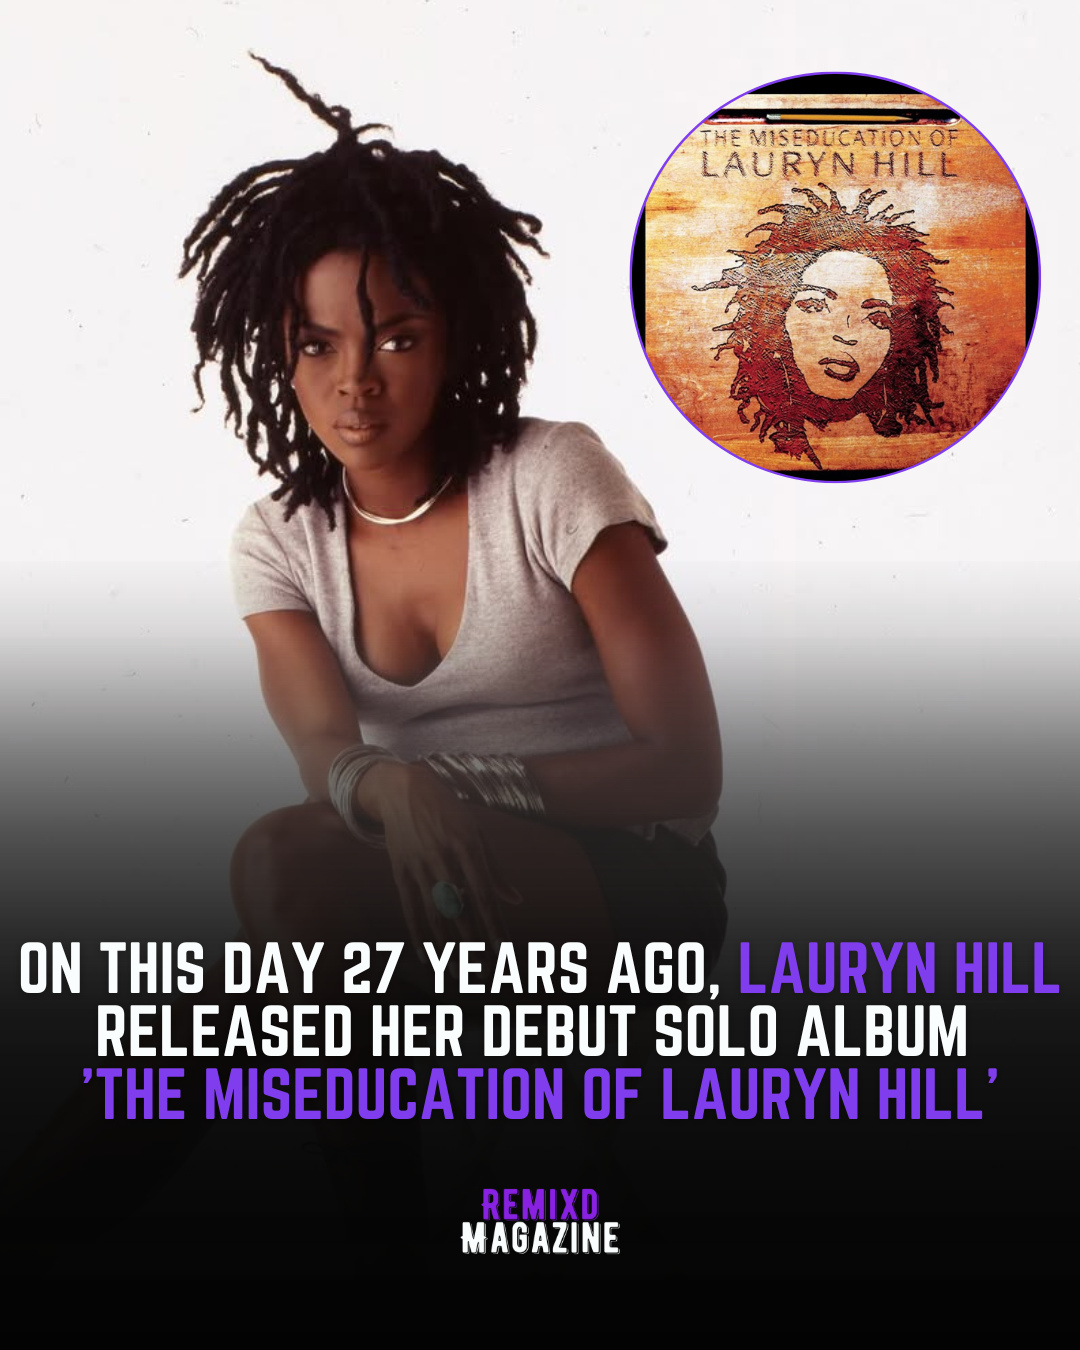 THE MISEDUCATION OF
LAURYN HILL
ON THIS DAY 27 YEARS AGO, LAURYN HILL
RELEASED HER DEBUT SOLO ALBUM
'THE MISEDUCATION OF LAURYN HILL'
REMIXD
MAGAZINE